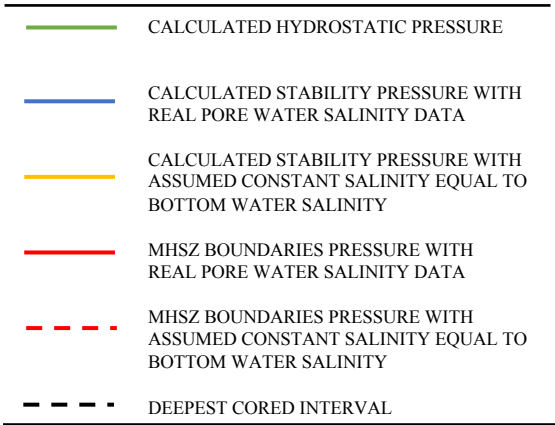 CALCULATED HYDROSTATIC PRESSURE
CALCULATED STABILITY PRESSURE WITH
REAL PORE WATER SALINITY DATA
CALCULATED STABILITY PRESSURE WITH
ASSUMED CONSTANT SALINITY EQUAL TO
BOTTOM WATER SALINITY
MHSZ BOUNDARIES PRESSURE WITH
REAL PORE WATER SALINITY DATA
MHSZ BOUNDARIES PRESSURE WITH
ASSUMED CONSTANT SALINITY EQUAL TO
BOTTOM WATER SALINITY
DEEPEST CORED INTERVAL